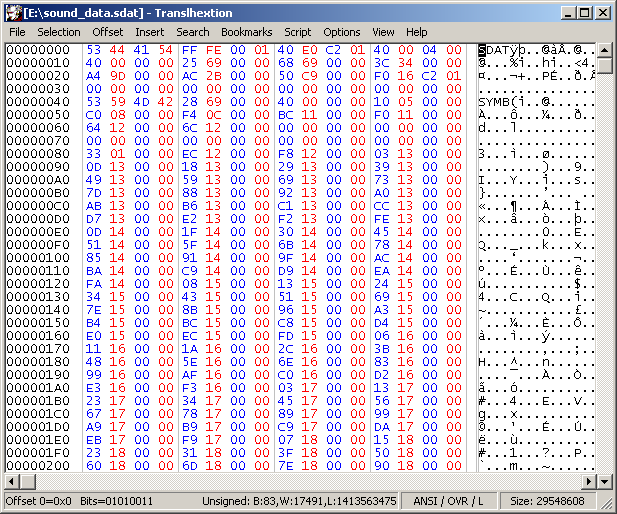 [E:\sound_data.sdat] - Translhextion
File Selection Offset Insert Search Bookmarks Script Options View Help
00000000 53 44 41 54 FF FE 00 01 40 E0 C2 01 40 00 04 00 SDATÿþ..@àÂ.@..
00000010 40 00 00 00 25 69 00 00 68 69 00 00 3C 34 00 00 @...%i..hi..<4.
00000020 A4 9D 00 00 AC 2B 00 00 50 C9 00 00 F0 16 C2 01 ¤...¬+..PÉ..ð.Â
00000030 00 00 00 00 00 00 00 00 00 00 00 00 00 00 00 00 ...............
00000040 53 59 4D 42 28 69 00 00 40 00 00 00 10 05 00 00 SYMB(i..@......
00000050 C0 08 00 00 F4 0C 00 00 BC 11 00 00 F0 11 00 00 À...ô...¼...ð..
00000060 64 12 00 00 6C 12 00 00 00 00 00 00 00 00 00 00 d...l..........
00000070 00 00 00 00 00 00 00 00 00 00 00 00 00 00 00 00 ...............
00000080 33 01 00 00 EC 12 00 00 F8 12 00 00 03 13 00 00 3...ì...ø......
00000090 0D 13 00 00 18 13 00 00 29 13 00 00 39 13 00 00 ........)...9..
000000A0 49 13 00 00 59 13 00 00 69 13 00 00 73 13 00 00 I...Y...i...s..
000000B0 7D 13 00 00 88 13 00 00 92 13 00 00 A0 13 00 00 }.......'......
000000C0 AB 13 00 00 B6 13 00 00 C1 13 00 00 CC 13 00 00 «...¶...Á...Ì..
000000D0 D7 13 00 00 E2 13 00 00 F2 13 00 00 FE 13 00 00 ×...â...ò...þ..
000000E0 0D 14 00 00 1F 14 00 00 30 14 00 00 45 14 00 00 ........0...E..
000000F0 51 14 00 00 5F 14 00 00 6B 14 00 00 78 14 00 00 Q..._...k...x..
00000100 85 14 00 00 91 14 00 00 9F 14 00 00 AC 14 00 00 ....'.......¬..
00000110 BA 14 00 00 C9 14 00 00 D9 14 00 00 EA 14 00 00 º...É...Ù...ê..
00000120 FA 14 00 00 08 15 00 00 13 15 00 00 24 15 00 00 ú...........$..
00000130 34 15 00 00 43 15 00 00 51 15 00 00 69 15 00 00 4...C...Q...i..
00000140 7E 15 00 00 8B 15 00 00 96 15 00 00 A3 15 00 00 ~...........£..
00000150 B4 15 00 00 BC 15 00 00 C8 15 00 00 D4 15 00 00 ´...¼...È...Ô..
00000160 E0 15 00 00 EC 15 00 00 FD 15 00 00 06 16 00 00 à...ì...ý......
00000170 11 16 00 00 1A 16 00 00 2C 16 00 00 3B 16 00 00 ........,...;..
00000180 48 16 00 00 5E 16 00 00 6E 16 00 00 88 16 00 00 H...^...n......
00000190 99 16 00 00 AF 16 00 00 C0 16 00 00 D2 16 00 00 ....¯...À...Ò..
000001A0 E3 16 00 00 F3 16 00 00 03 17 00 00 13 17 00 00 ã...ó..........
000001B0 23 17 00 00 34 17 00 00 45 17 00 00 56 17 00 00 #...4...E...V..
000001C0 67 17 00 00 78 17 00 00 89 17 00 00 99 17 00 00 g...x..........
000001D0 A9 17 00 00 B9 17 00 00 C9 17 00 00 DA 17 00 00 ©...¹...É...Ú..
000001E0 EB 17 00 00 F9 17 00 00 07 18 00 00 15 18 00 00 ë...ù..........
000001F0 23 18 00 00 31 18 00 00 3F 18 00 00 50 18 00 00 #...1...?...P..
00000200 60 18 00 00 6D 18 00 00 7E 18 00 00 90 18 00 00 `...m...~......
Offset 0=0x0 Bits=01010011 Unsigned: B:83,W:17491,L:1413563475 ANSI / OVR / L Size: 29548608